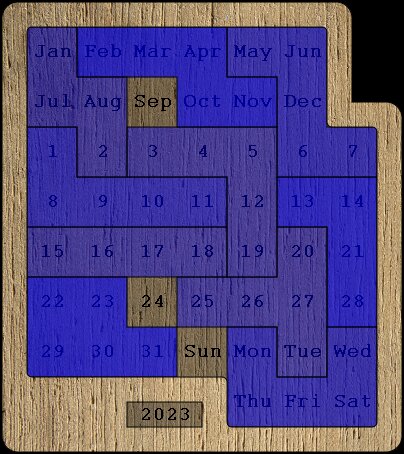 Jan Feb Mar Apr May Jun
Jul Aug Sep Oct Nov Dec
1 2 3 4 5 6 7
8 9 10 11 12 13 14
15 16 17 18 19 20 21
22 23 24 25 26 27 28
29 30 31 Sun Mon Tue Wed
Thu Fri Sat
2023